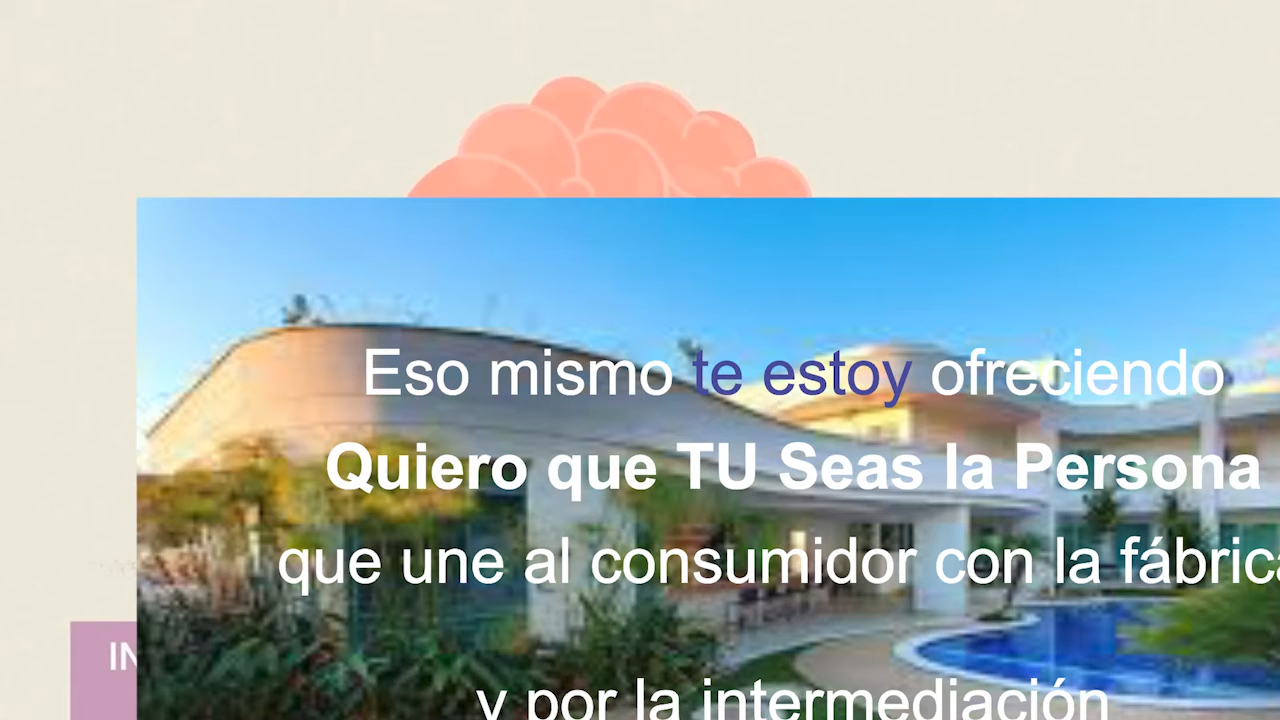 Eso mismo te estoy ofreciendo
Quiero que TU Seas la Persona
que une al consumidor con la fábrica
y por la intermediación
IN